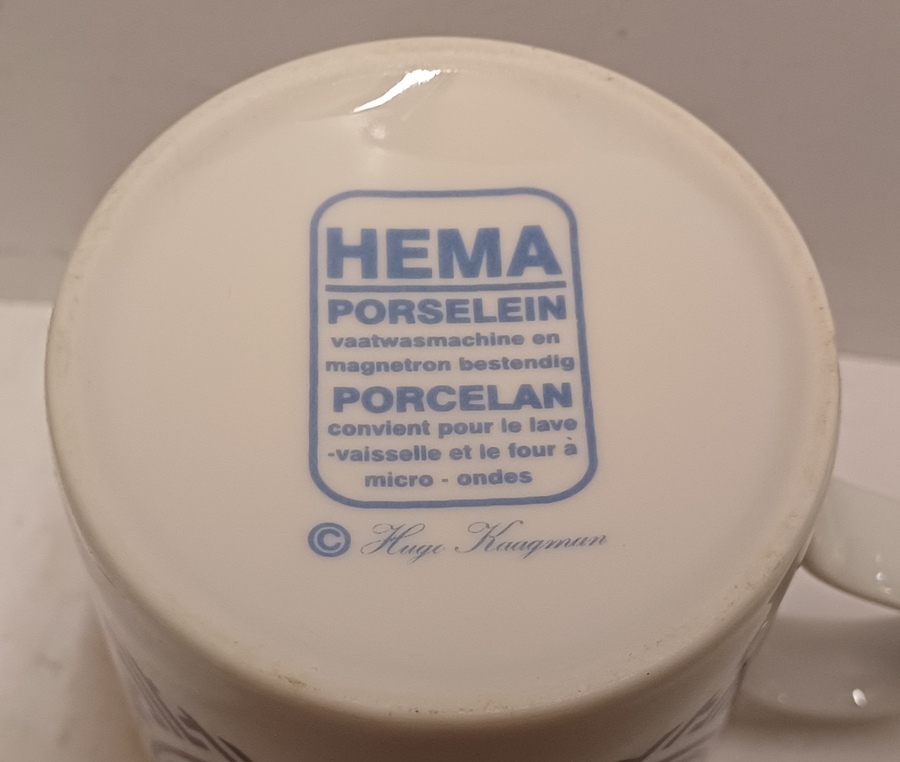 HEMA
PORSELEIN
vaatwasmachine en
magnetron bestendig
PORCELAN
convient pour le lave
-vaisselle et le four à
micro - ondes
© Hugo Kaagman